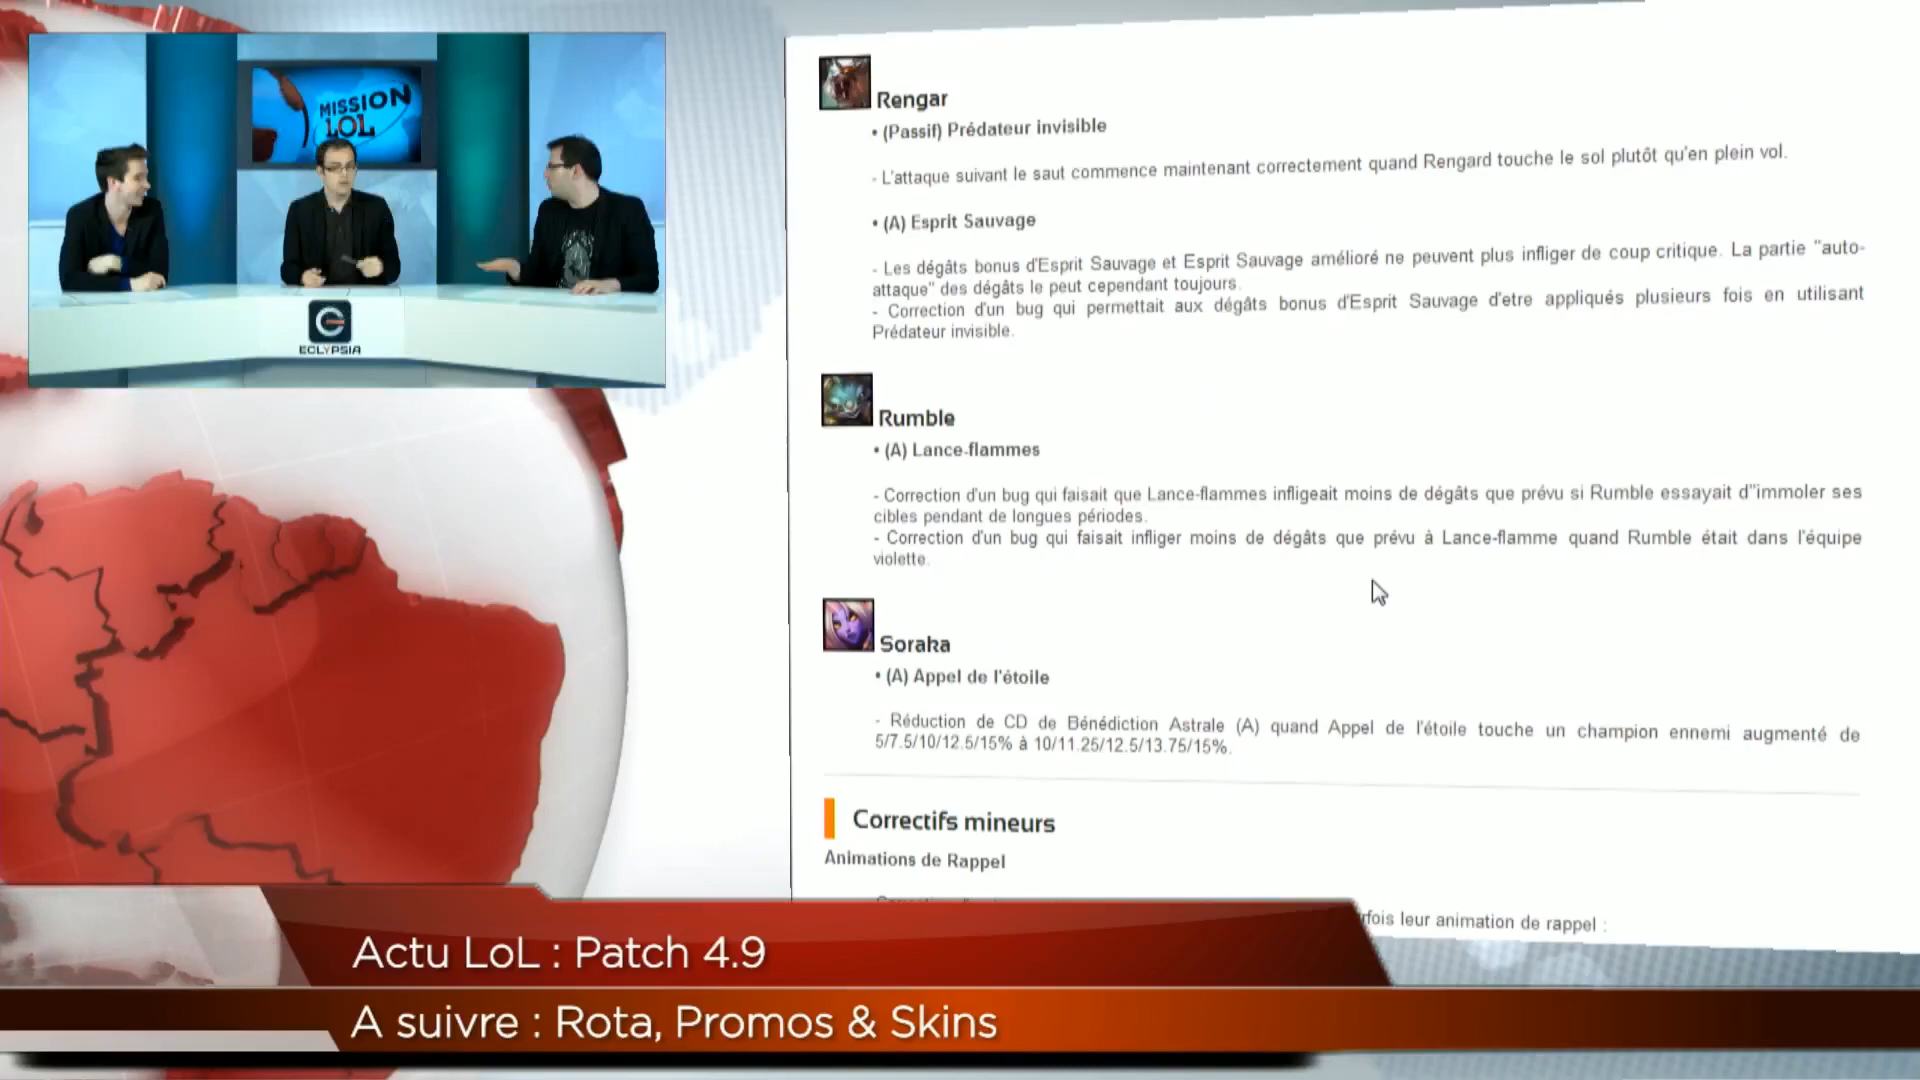 MISSION
LOL
ECLYPSIA
Rengar
• (Passif) Prédateur invisible
- L'attaque suivant le saut commence maintenant correctement quand Rengard touche le sol plutôt qu'en plein vol.
• (A) Esprit Sauvage
- Les dégâts bonus d'Esprit Sauvage et Esprit Sauvage amélioré ne peuvent plus infliger de coup critique. La partie "auto-
attaque" des dégâts le peut cependant toujours.
- Correction d'un bug qui permettait aux dégâts bonus d'Esprit Sauvage d'etre appliqués plusieurs fois en utilisant
Prédateur invisible.
Rumble
• (A) Lance-flammes
- Correction d'un bug qui faisait que Lance-flammes infligeait moins de dégâts que prévu si Rumble essayait d''immoler ses
cibles pendant de longues périodes.
- Correction d'un bug qui faisait infliger moins de dégâts que prévu à Lance-flamme quand Rumble était dans l'équipe
violette.
Soraka
• (A) Appel de l'étoile
- Réduction de CD de Bénédiction Astrale (A) quand Appel de l'étoile touche un champion ennemi augmenté de
5/7.5/10/12.5/15% à 10/11.25/12.5/13.75/15%.
Correctifs mineurs
Animations de Rappel
leur animation de rappel :
Actu LoL : Patch 4.9
A suivre : Rota, Promos & Skins